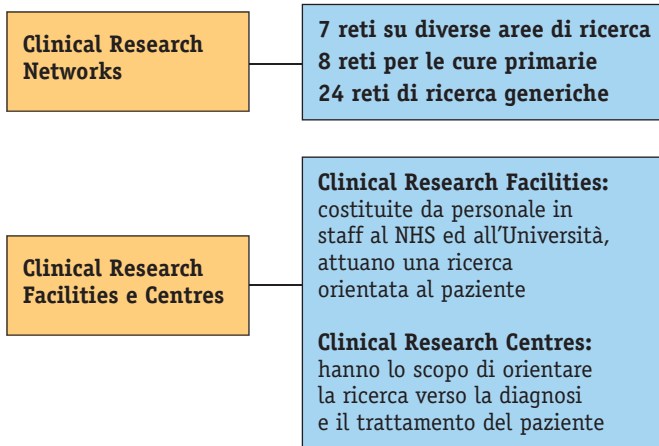 Clinical Research
Networks
7 reti su diverse aree di ricerca
8 reti per le cure primarie
24 reti di ricerca generiche
Clinical Research
Facilities e Centres
Clinical Research Facilities:
costituite da personale in
staff al NHS ed all'Università,
attuano una ricerca
orientata al paziente
Clinical Research Centres:
hanno lo scopo di orientare
la ricerca verso la diagnosi
e il trattamento del paziente